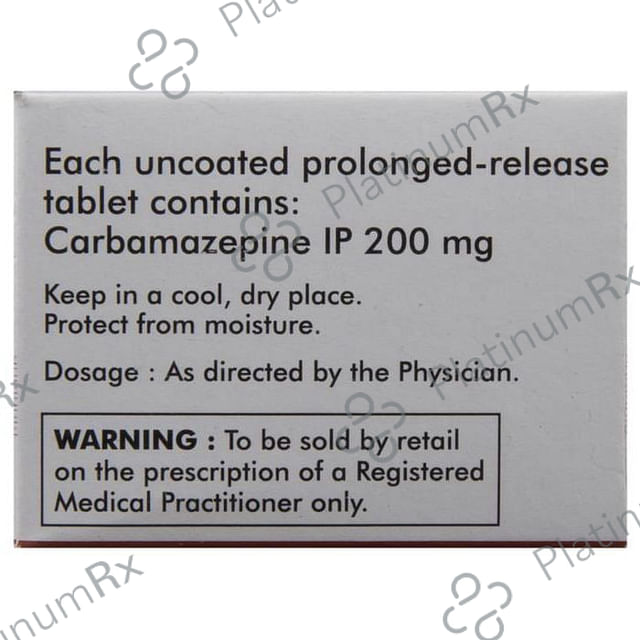 PlatinumRx
Each uncoated prolonged-release
tablet contains:
Carbamazepine IP 200 mg
Keep in a cool, dry place.
Protect from moisture.
Dosage : As directed by the Physician.
WARNING : To be sold by retail
on the prescription of a Registered
Medical Practitioner only.
PlatinumRx